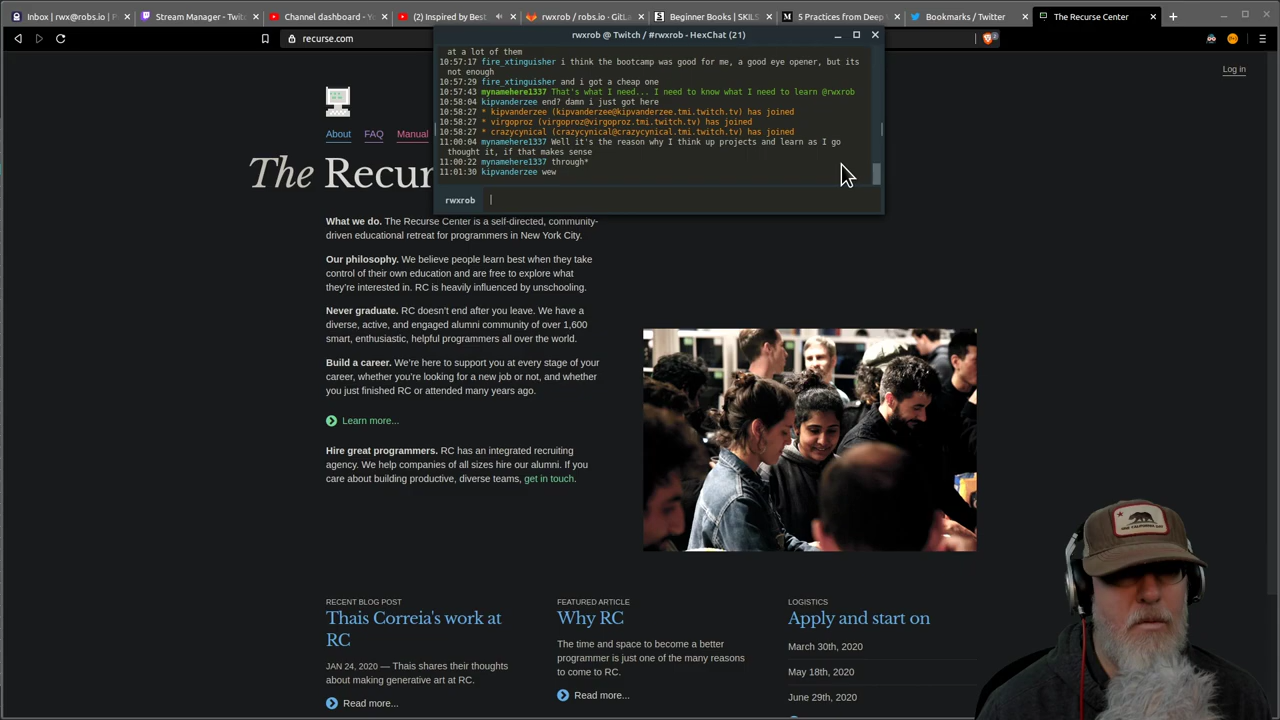 Inbox | rwx@robs.io
Stream Manager - Twitc
Channel dashboard - Yo
(2) Inspired by Best
rwxrob / robs.io · GitLa
Beginner Books | SKILS
5 Practices from Deep
Bookmarks / Twitter
The Recurse Center
recurse.com
rwxrob @ Twitch / #rwxrob - HexChat (21)
at a lot of them
10:57:17 fire_xtinguisher i think the bootcamp was good for me, a good eye opener, but its
not enough
10:57:29 fire_xtinguisher and i got a cheap one
10:57:43 mynamehere1337 That's what I need... I need to know what I need to learn @rwxrob
10:58:04 kipvanderzee end? damn i just got here
10:58:27 * kipvanderzee (kipvanderzee@kipvanderzee.tmi.twitch.tv) has joined
10:58:27 * virgoproz (virgoproz@virgoproz.tmi.twitch.tv) has joined
10:58:27 * crazycynical (crazycynical@crazycynical.tmi.twitch.tv) has joined
11:00:04 mynamehere1337 Well it's the reason why I think up projects and learn as I go
thought it, if that makes sense
11:00:22 mynamehere1337 through*
11:01:30 kipvanderzee wew
rwxrob
Log in
About FAQ Manual
The Recur
What we do. The Recurse Center is a self-directed, community-
driven educational retreat for programmers in New York City.
Our philosophy. We believe people learn best when they take
control of their own education and are free to explore what
they're interested in. RC is heavily influenced by unschooling.
Never graduate. RC doesn't end after you leave. We have a
diverse, active, and engaged alumni community of over 1,600
smart, enthusiastic, helpful programmers all over the world.
Build a career. We're here to support you at every stage of your
career, whether you're looking for a new job or not, and whether
you just finished RC or attended many years ago.
Learn more...
Hire great programmers. RC has an integrated recruiting
agency. We help companies of all sizes hire our alumni. If you
care about building productive, diverse teams, get in touch.
RECENT BLOG POST
Thais Correia's work at
RC
JAN 24, 2020 — Thais shares their thoughts
about making generative art at RC.
Read more...
FEATURED ARTICLE
Why RC
The time and space to become a better
programmer is just one of the many reasons
to come to RC.
Read more...
LOGISTICS
Apply and start on
March 30th, 2020
May 18th, 2020
June 29th, 2020